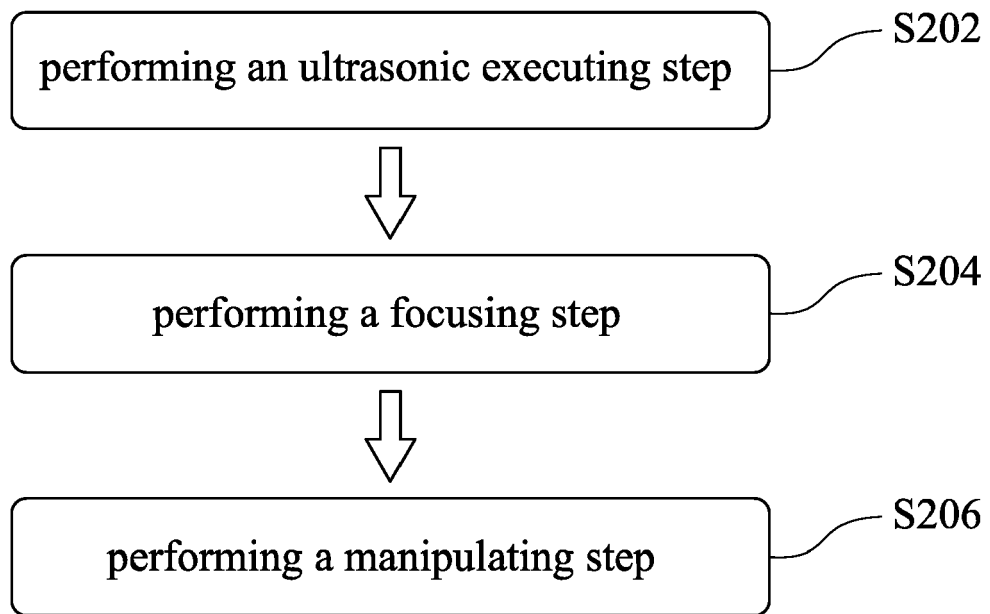 performing an ultrasonic executing step
S202
performing a focusing step
S204
performing a manipulating step
S206